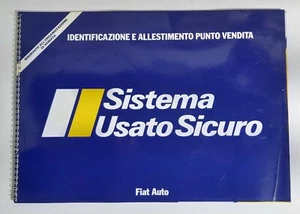 IDENTIFICAZIONE E ALLESTIMENTO PUNTO VENDITA
Sistema
Usato Sicuro
Fiat Auto